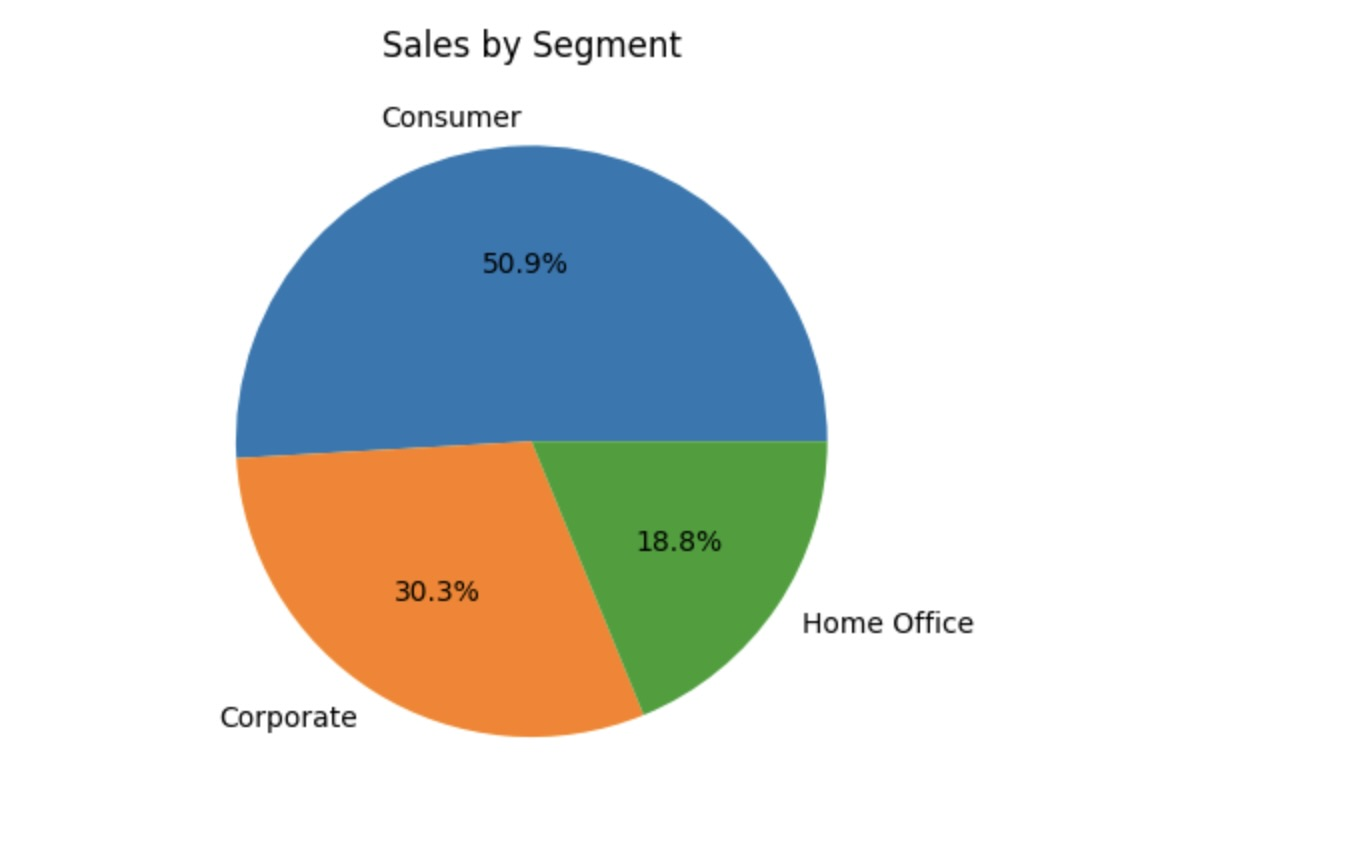 Sales by Segment
Consumer
50.9%
18.8%
30.3%
Home Office
Corporate